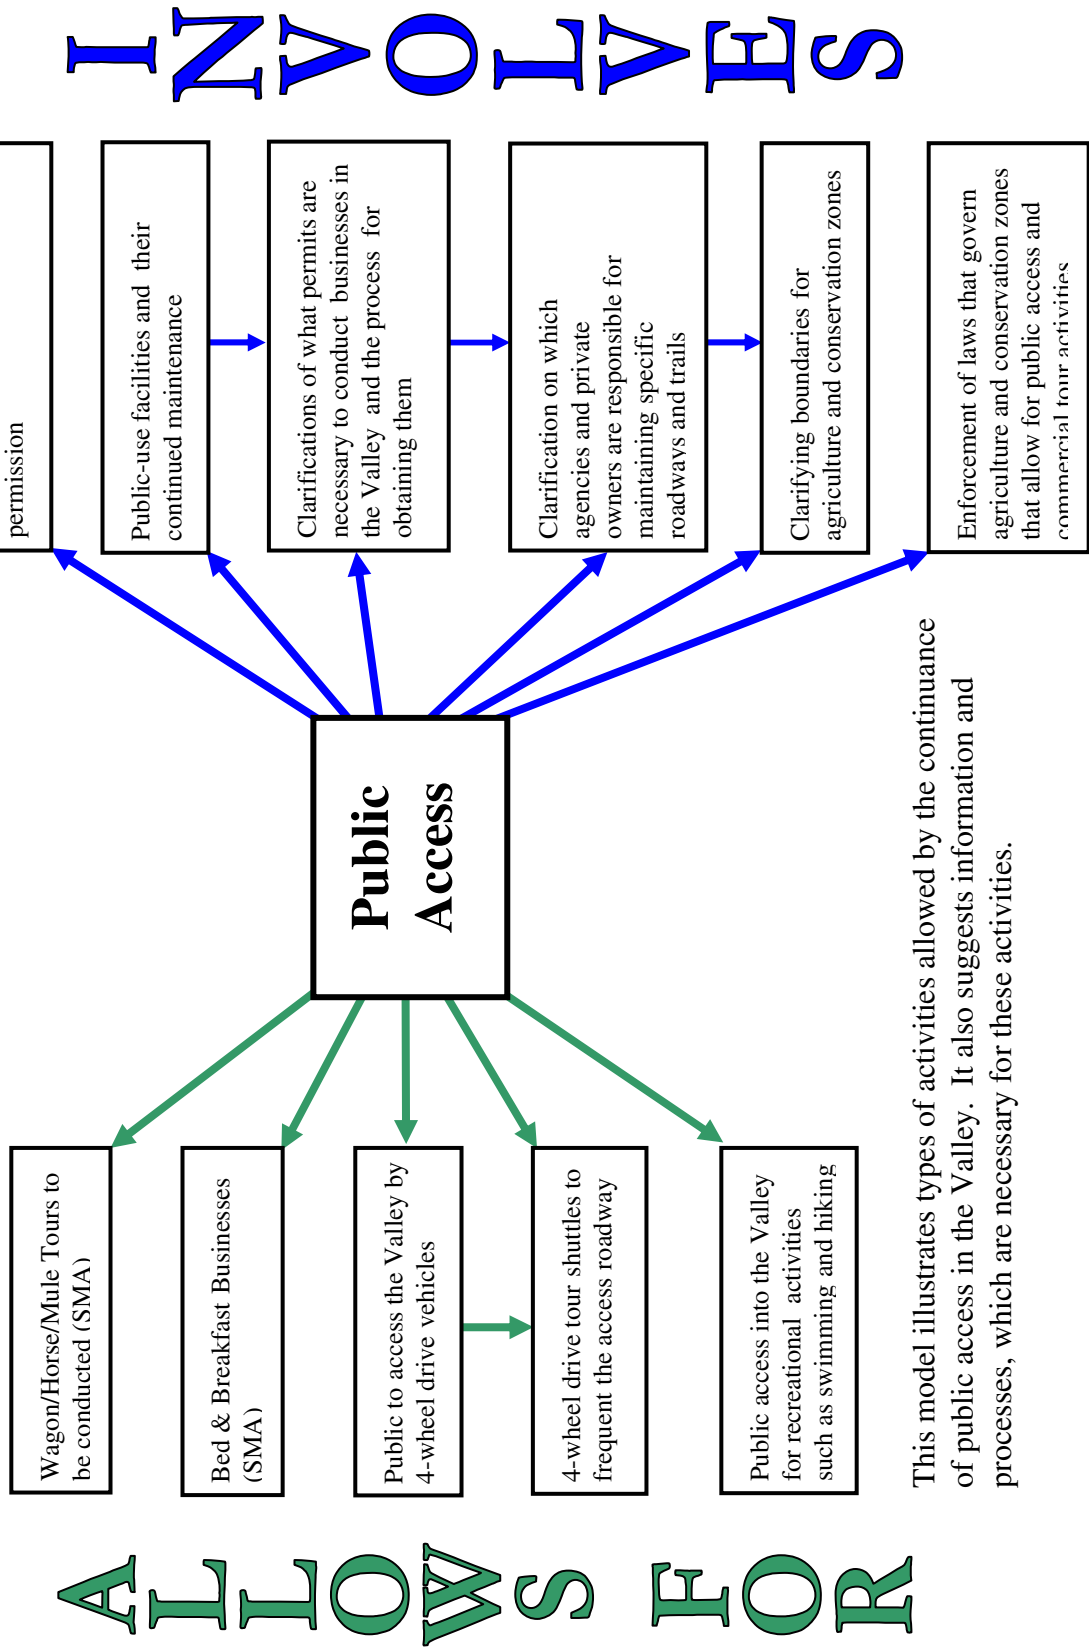 ALLOWS FOR
Wagon/Horse/Mule Tours to
be conducted (SMA)
Bed & Breakfast Businesses
(SMA)
Public to access the Valley by
4-wheel drive vehicles
4-wheel drive tour shuttles to
frequent the access roadway
Public access into the Valley
for recreational activities
such as swimming and hiking
Public
Access
permission
Public-use facilities and their
continued maintenance
Clarifications of what permits are
necessary to conduct businesses in
the Valley and the process for
obtaining them
Clarification on which
agencies and private
owners are responsible for
maintaining specific
roadways and trails
Clarifying boundaries for
agriculture and conservation zones
Enforcement of laws that govern
agriculture and conservation zones
that allow for public access and
commercial tour activities
INVOLVES
This model illustrates types of activities allowed by the continuance
of public access in the Valley. It also suggests information and
processes, which are necessary for these activities.